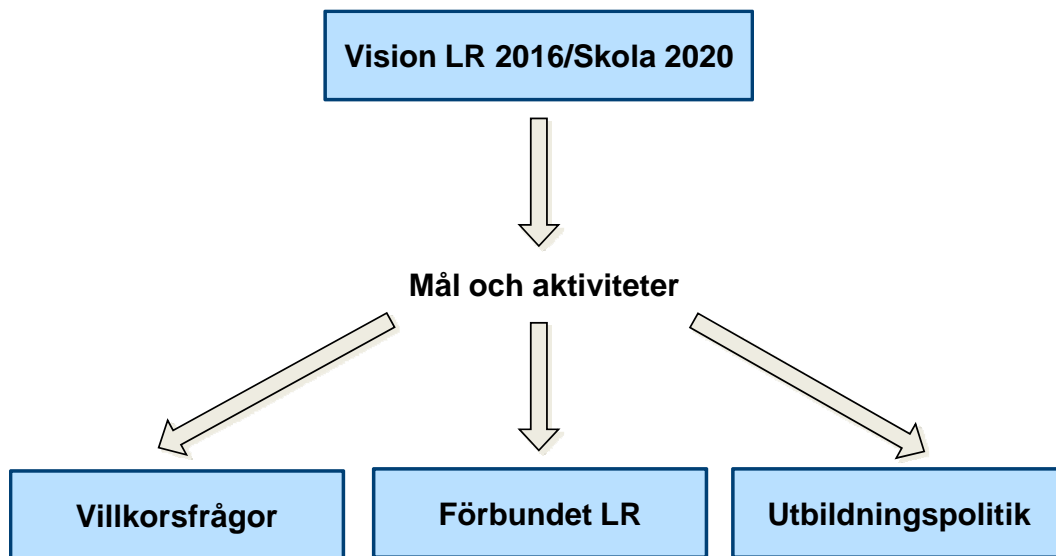 Vision LR 2016/Skola 2020
Mål och aktiviteter
Villkorsfrågor
Förbundet LR
Utbildningspolitik